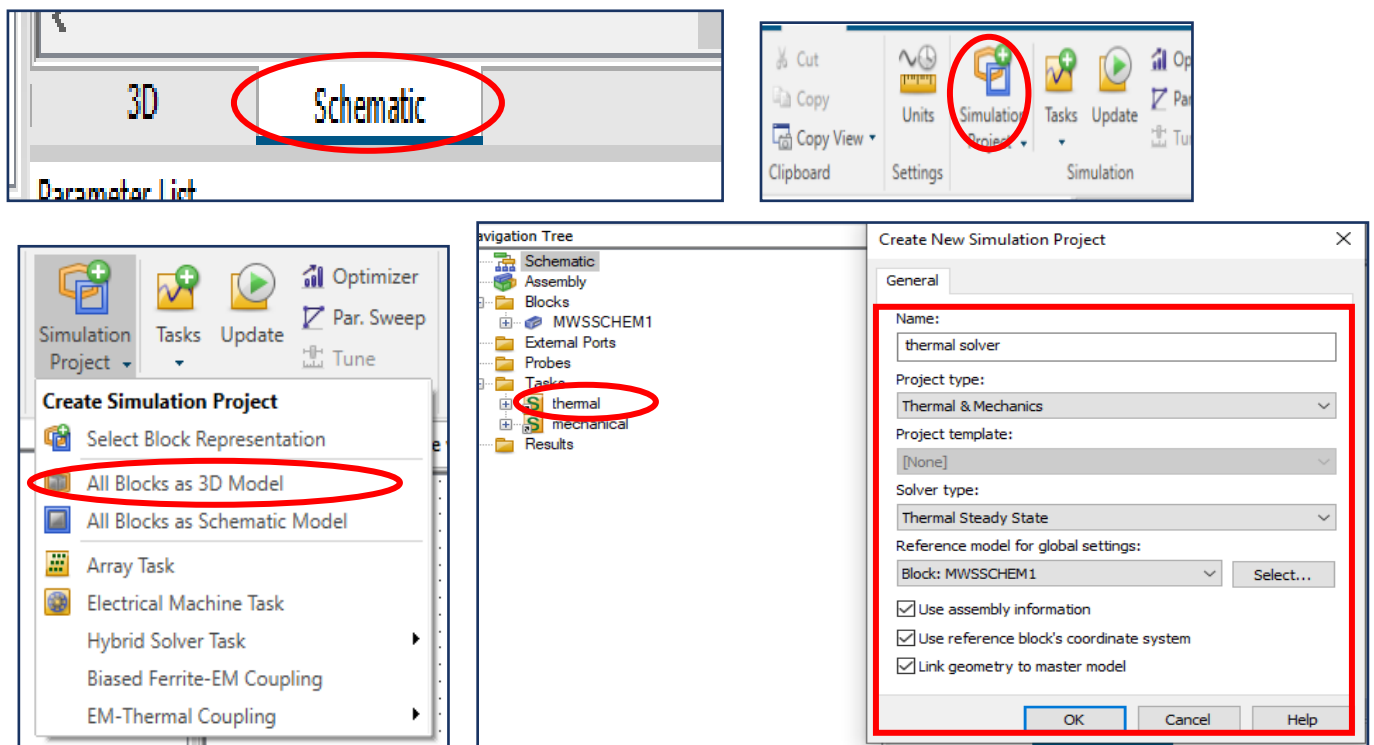 3D
Schematic
Parameter List
Cut
Copy
Copy View
Clipboard
Units
Settings
Simulation
Project
Tasks
Update
Simulation
Simulation
Project
Tasks
Update
Optimizer
Par. Sweep
Tune
Create Simulation Project
Select Block Representation
All Blocks as 3D Model
All Blocks as Schematic Model
Array Task
Electrical Machine Task
Hybrid Solver Task
Biased Ferrite-EM Coupling
EM-Thermal Coupling
avigation Tree
Schematic
Assembly
Blocks
MWSSCHEM1
External Ports
Probes
Tasks
thermal
mechanical
Results
Create New Simulation Project
General
Name:
thermal solver
Project type:
Thermal & Mechanics
Project template:
[None]
Solver type:
Thermal Steady State
Reference model for global settings:
Block: MWSSCHEM1
Select...
Use assembly information
Use reference block's coordinate system
Link geometry to master model
OK
Cancel
Help